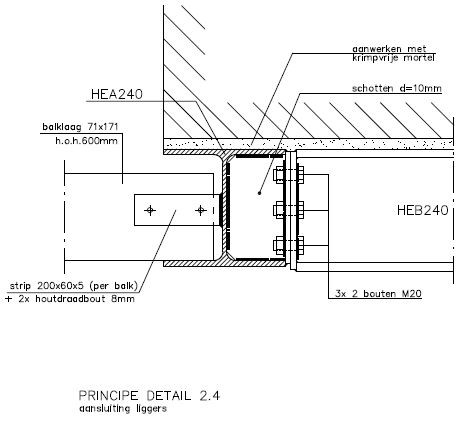 aanwerken met
krimpvrije mortel
schotten d=10mm
HEA240
balklaag 71x171
h.o.h.600mm
HEB240
strip 200x60x5 (per balk)
+ 2x houtdraadbout 8mm
3x 2 bouten M20
PRINCIPE DETAIL 2.4
aansluiting liggers